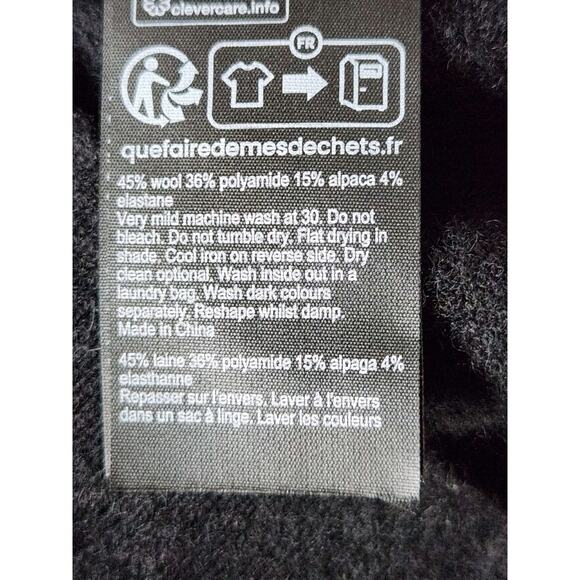 clevercare.info
FR
quefairedemesdechets.fr
45% wool 36% polyamide 15% alpaca 4%
elastane
Very mild machine wash at 30. Do not
bleach. Do not tumble dry. Flat drying in
shade. Cool iron on reverse side. Dry
clean optional. Wash inside out in a
laundry bag. Wash dark colours
separately. Reshape whilst damp.
Made in China
45% laine 36% polyamide 15% alpaga 4%
elasthanne
Repasser sur l'envers. Laver à l'envers
dans un sac à linge. Laver les couleurs